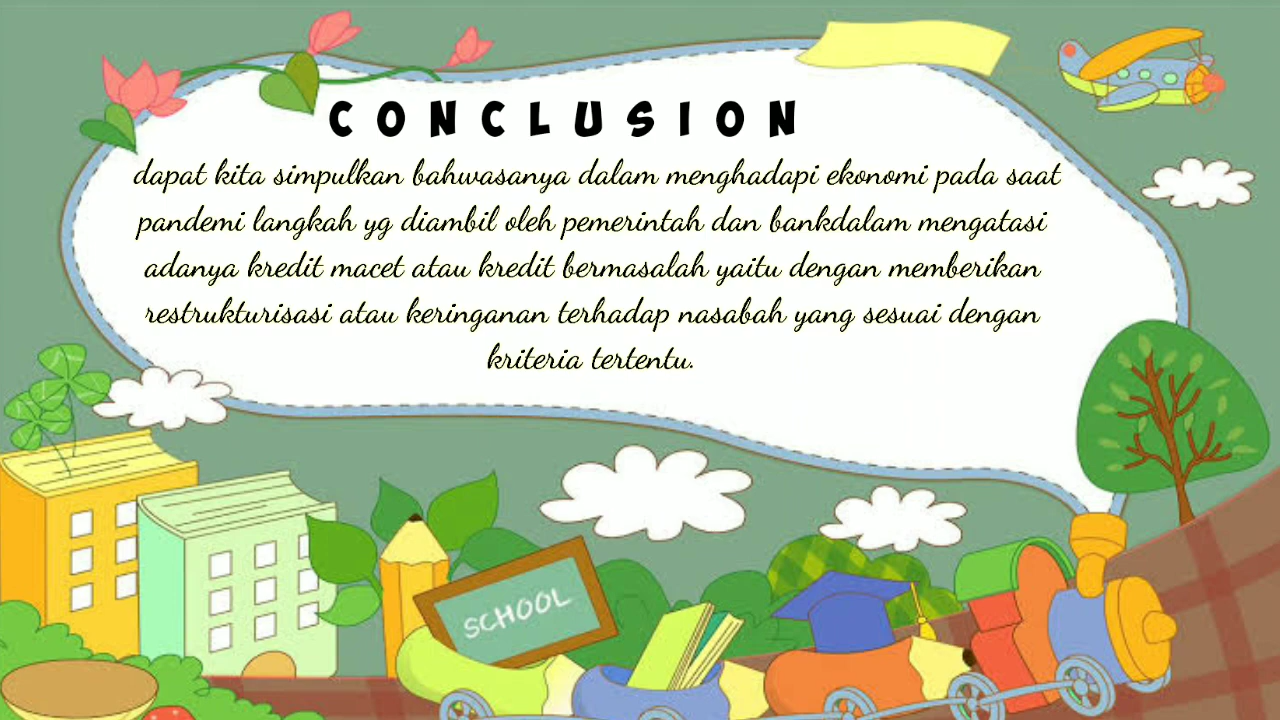 CONCLUSION
dapat kita simpulkan bahwasanya dalam menghadapi ekonomi pada saat
pandemi langkah yg diambil oleh pemerintah dan bankdalam mengatasi
adanya kredit macet atau kredit bermasalah yaitu dengan memberikan
restrukturisasi atau keringanan terhadap nasabah yang sesuai dengan
kriteria tertentu.
SCHOOL